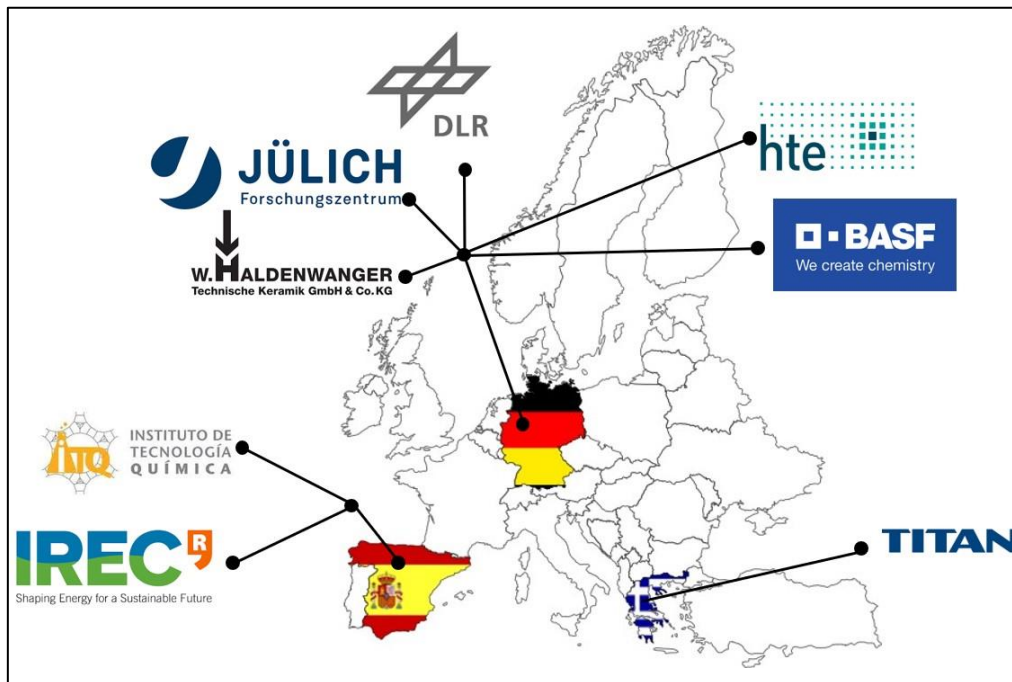 DLR
JÜLICH
Forschungszentrum
hte
W. HALDENWANGER
Technische Keramik GmbH & Co. KG
BASF
We create chemistry
iTQ
INSTITUTO DE
TECNOLOGÍA
QUÍMICA
IREC R
Shaping Energy for a Sustainable Future
TITAN